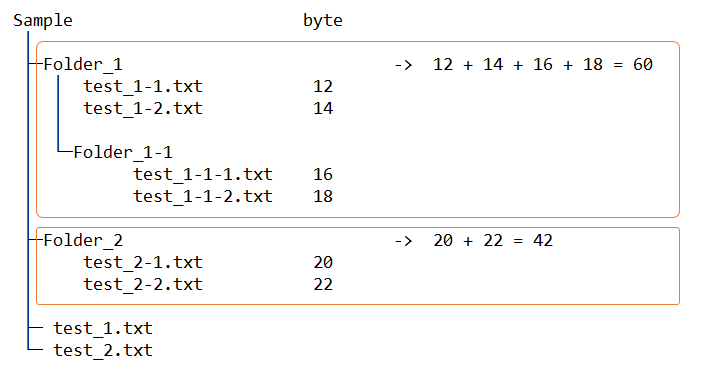 Sample byte
Folder_1 -> 12 + 14 + 16 + 18 = 60
test_1-1.txt 12
test_1-2.txt 14
Folder_1-1
test_1-1-1.txt 16
test_1-1-2.txt 18
Folder_2 -> 20 + 22 = 42
test_2-1.txt 20
test_2-2.txt 22
test_1.txt
test_2.txt